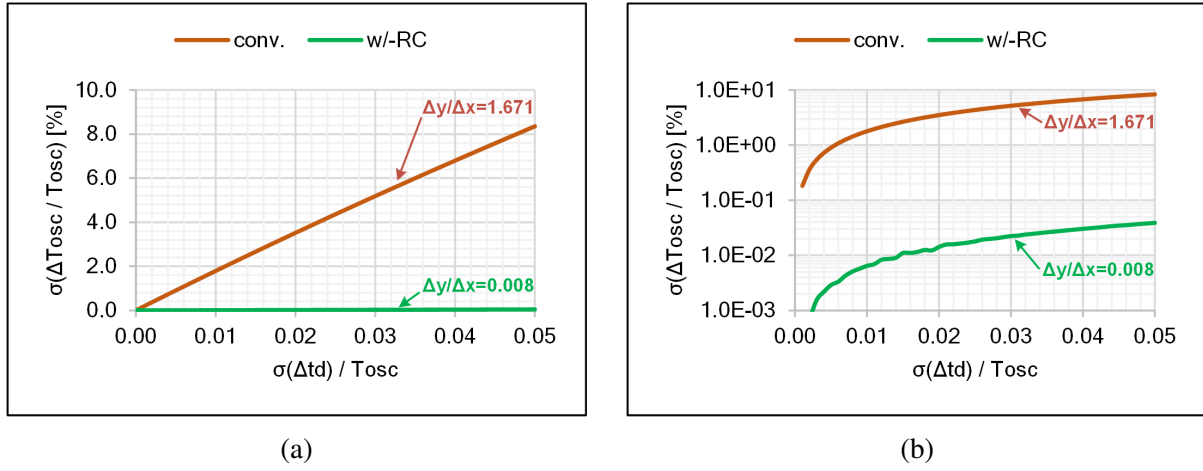 conv. w/-RC
σ(ΔTosc / Tosc) [%]
10.0
8.0
6.0
4.0
2.0
0.0
Δy/Δx=1.671
Δy/Δx=0.008
0.00 0.01 0.02 0.03 0.04 0.05
σ(Δtd) / Tosc
(a)
conv. w/-RC
σ(ΔTosc / Tosc) [%]
1.0E+01
1.0E+00
1.0E-01
1.0E-02
1.0E-03
Δy/Δx=1.671
Δy/Δx=0.008
0.00 0.01 0.02 0.03 0.04 0.05
σ(Δtd) / Tosc
(b)